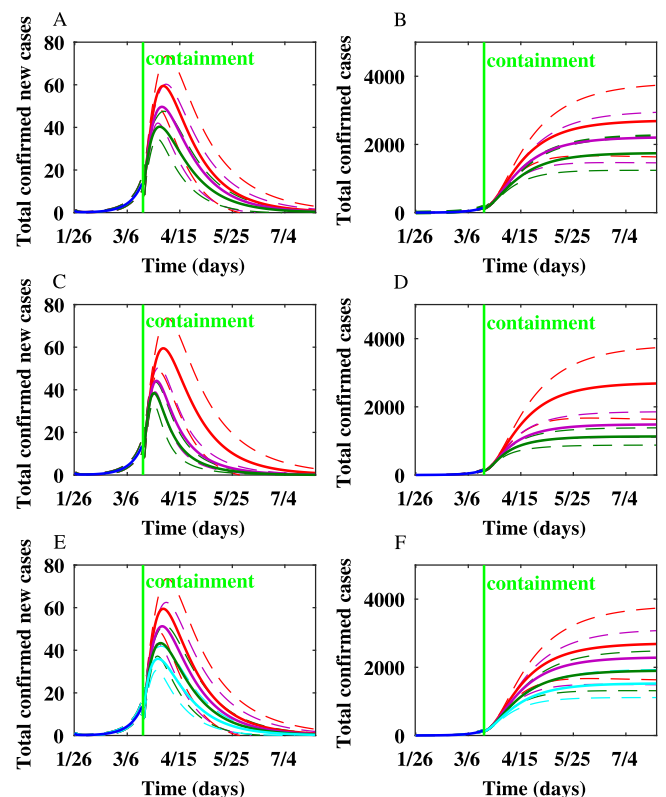 A
Total confirmed new cases
80
60
40
20
0
containment
1/26
3/6
4/15
5/25
7/4
Time (days)
B
Total confirmed cases
4000
2000
0
containment
1/26
3/6
4/15
5/25
7/4
Time (days)
C
Total confirmed new cases
80
60
40
20
0
containment
1/26
3/6
4/15
5/25
7/4
Time (days)
D
Total confirmed cases
4000
2000
0
containment
1/26
3/6
4/15
5/25
7/4
Time (days)
E
Total confirmed new cases
80
60
40
20
0
containment
1/26
3/6
4/15
5/25
7/4
Time (days)
F
Total confirmed cases
4000
2000
0
containment
1/26
3/6
4/15
5/25
7/4
Time (days)